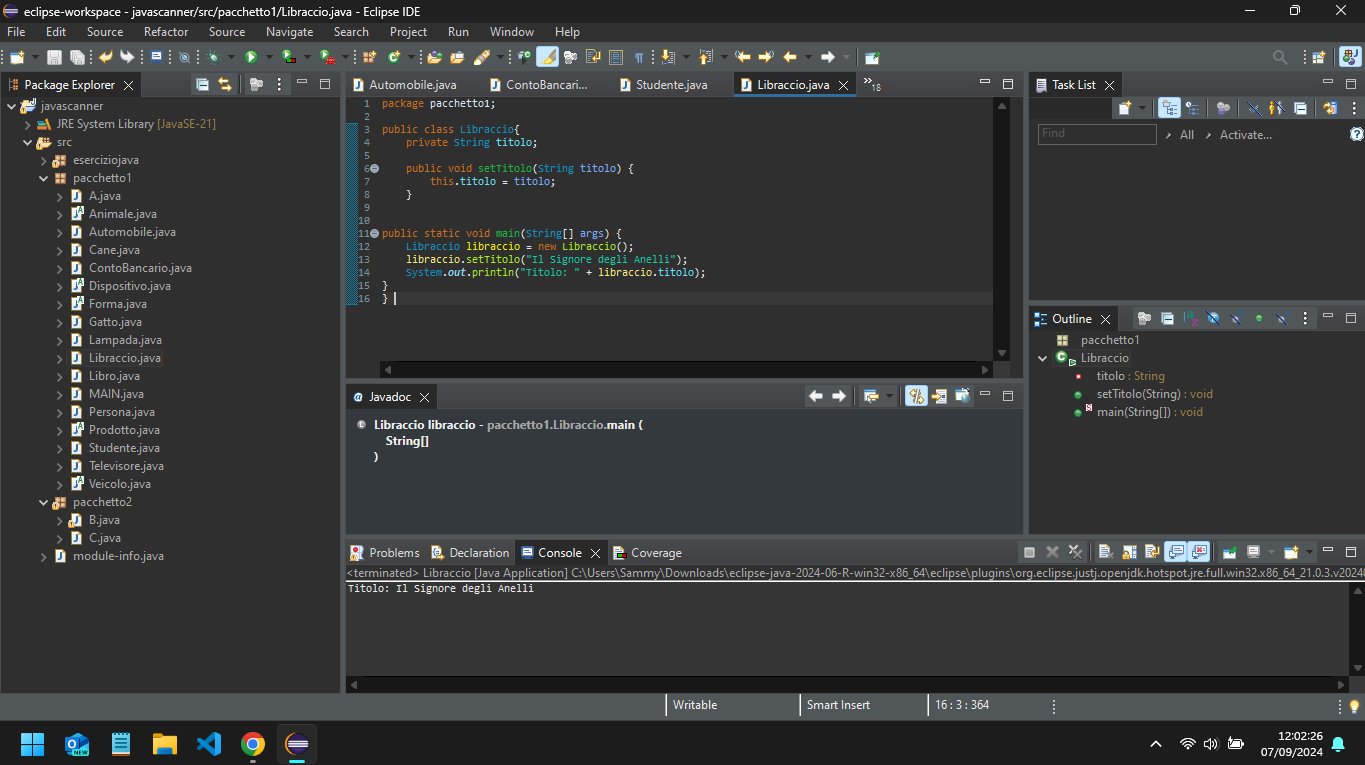 eclipse-workspace - javascanner/src/pacchetto1/Libraccio.java - Eclipse IDE
File Edit Source Refactor Source Navigate Search Project Run Window Help
Package Explorer
javascanner
JRE System Library [JavaSE-21]
src
eserciziojava
pacchetto1
A.java
Animale.java
Automobile.java
Cane.java
ContoBancario.java
Dispositivo.java
Forma.java
Gatto.java
Lampada.java
Libraccio.java
Libro.java
MAIN.java
Persona.java
Prodotto.java
Studente.java
Televisore.java
Veicolo.java
pacchetto2
B.java
C.java
module-info.java
Automobile.java ContoBancari... Studente.java Libraccio.java »18
1 package pacchetto1;
2
3 public class Libraccio{
4 private String titolo;
5
6 public void setTitolo(String titolo) {
7 this.titolo = titolo;
8 }
9
10
11 public static void main(String[] args) {
12 Libraccio libraccio = new Libraccio();
13 libraccio.setTitolo("Il Signore degli Anelli");
14 System.out.println("Titolo: " + libraccio.titolo);
15 }
16 }
@ Javadoc
Libraccio libraccio - pacchetto1.Libraccio.main (
String[]
)
Problems Declaration Console Coverage
<terminated> Libraccio [Java Application] C:\Users\Sammy\Downloads\eclipse-java-2024-06-R-win32-x86_64\eclipse\plugins\org.eclipse.justj.openjdk.hotspot.jre.full.win32.x86_64_21.0.3.v20240
Titolo: Il Signore degli Anelli
Task List
Find All Activate...
Outline
pacchetto1
Libraccio
titolo : String
setTitolo(String) : void
main(String[]) : void
Writable Smart Insert 16 : 3 : 364
12:02:26
07/09/2024